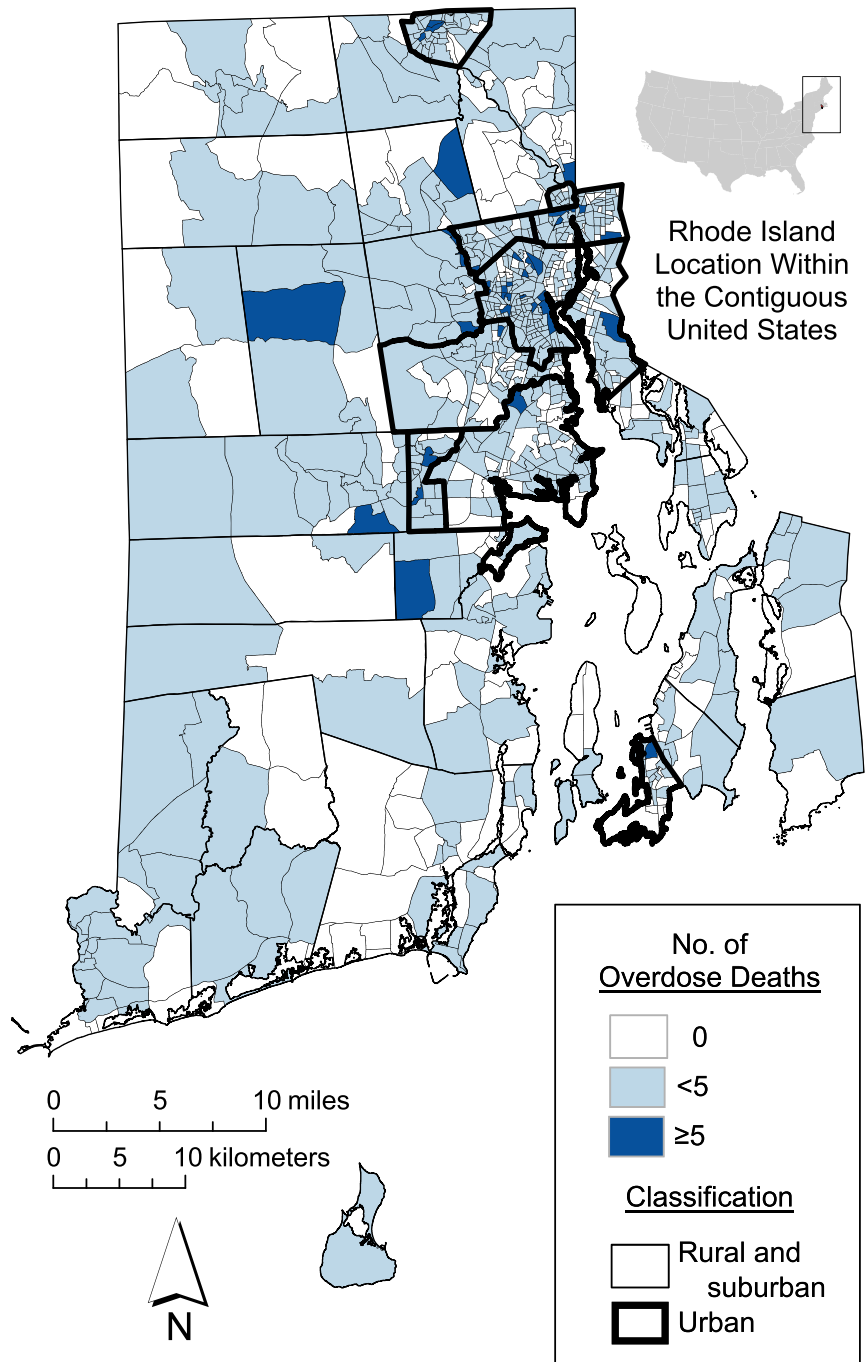 Rhode Island
Location Within
the Contiguous
United States
No. of
Overdose Deaths
0
<5
≥5
Classification
Rural and
suburban
Urban
0 5 10 miles
0 5 10 kilometers
N